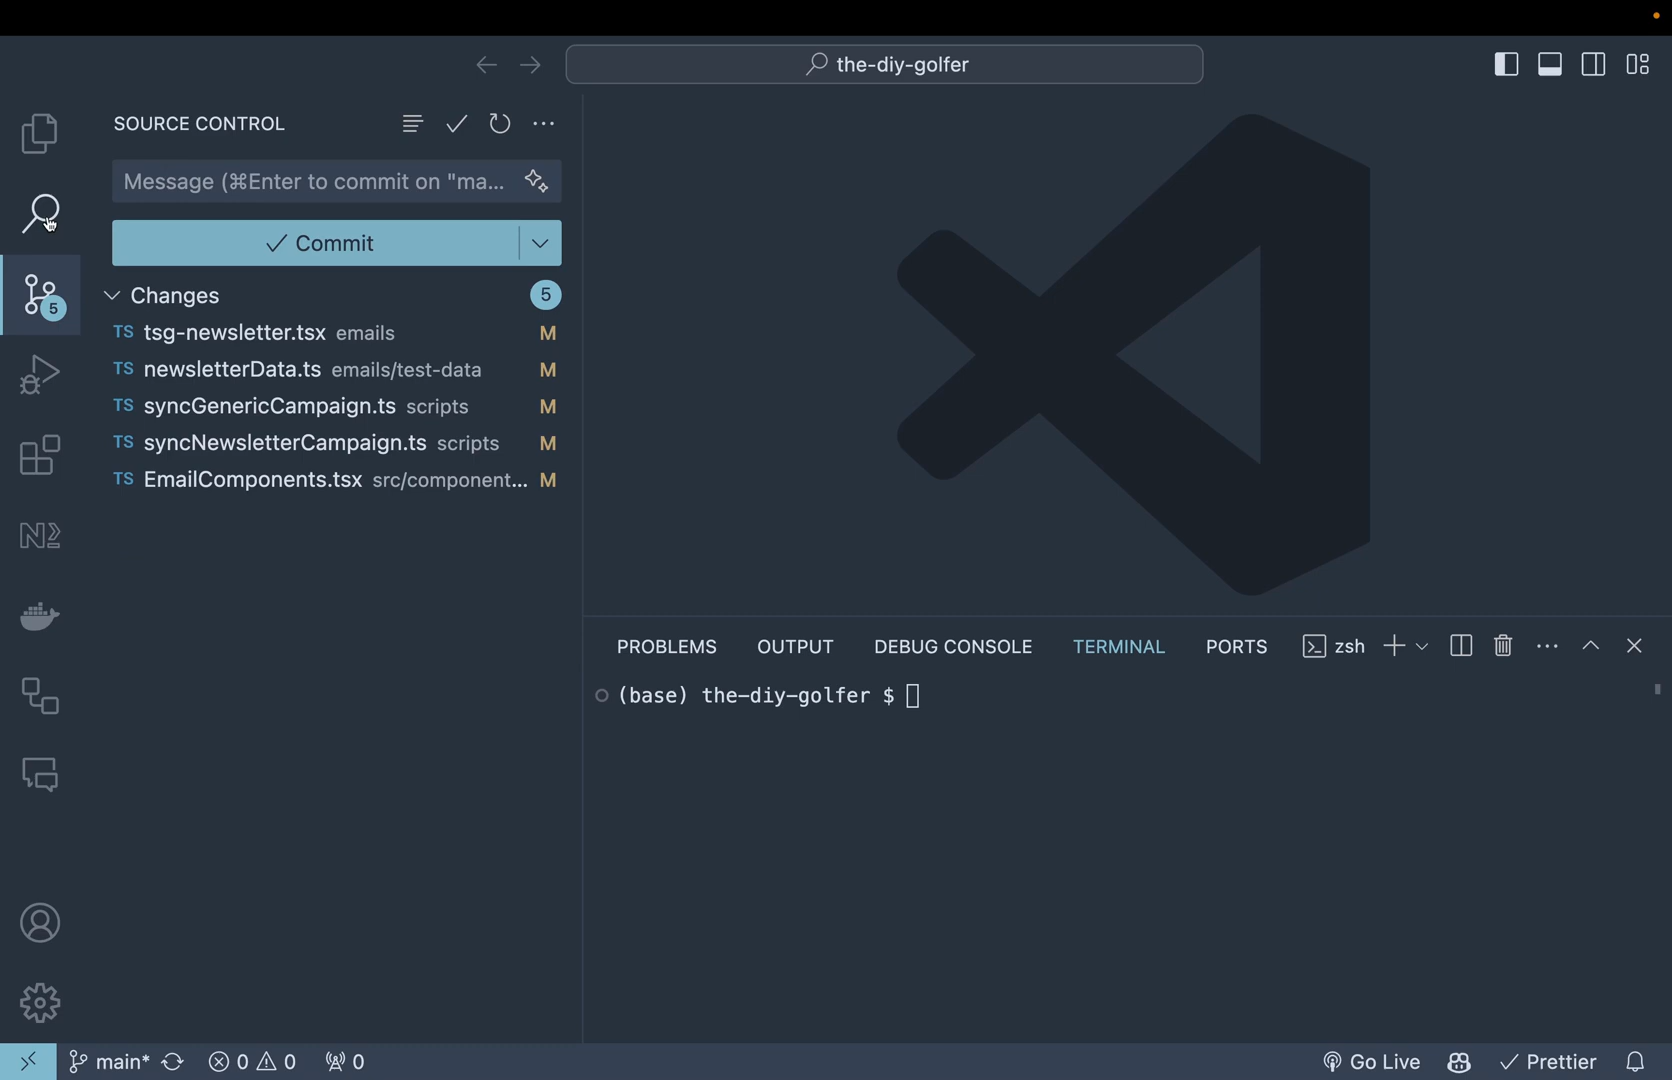 the-diy-golfer
SOURCE CONTROL
Message (⌘Enter to commit on "ma...
Commit
Changes 5
TS tsg-newsletter.tsx emails M
5
TS newsletterData.ts emails/test-data M
TS syncGenericCampaign.ts scripts M
TS syncNewsletterCampaign.ts scripts M
TS EmailComponents.tsx src/component... M
PROBLEMS OUTPUT DEBUG CONSOLE TERMINAL PORTS zsh
(base) the-diy-golfer $
main* 0 0 0 Go Live Prettier